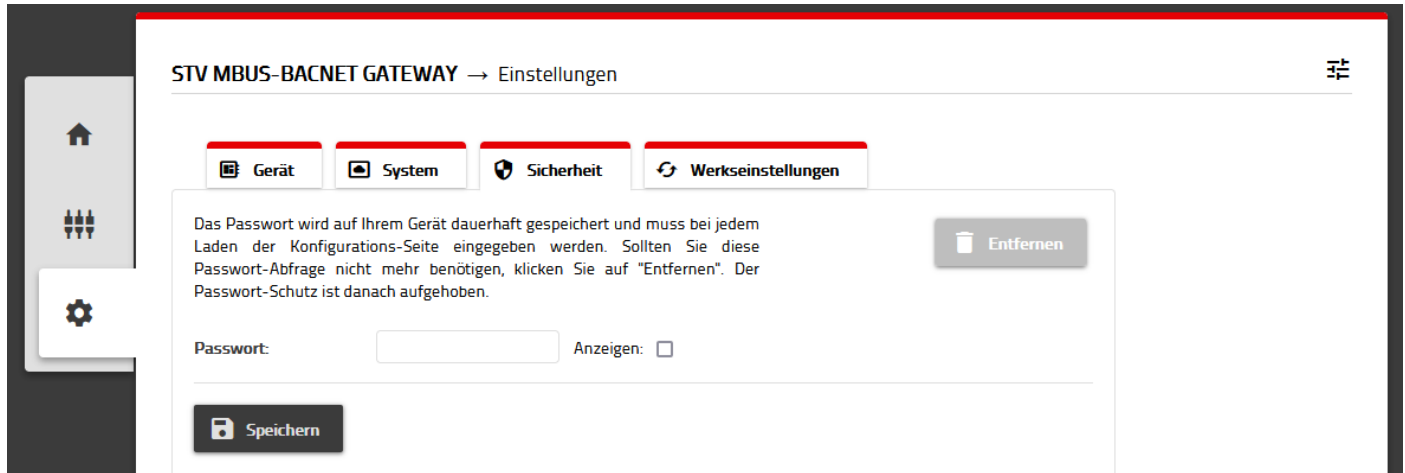 STV MBUS-BACNET GATEWAY → Einstellungen
Gerät System Sicherheit Werkseinstellungen
Das Passwort wird auf Ihrem Gerät dauerhaft gespeichert und muss bei jedem
Laden der Konfigurations-Seite eingegeben werden. Sollten Sie diese
Passwort-Abfrage nicht mehr benötigen, klicken Sie auf "Entfernen". Der
Passwort-Schutz ist danach aufgehoben.
Entfernen
Passwort: Anzeigen:
Speichern